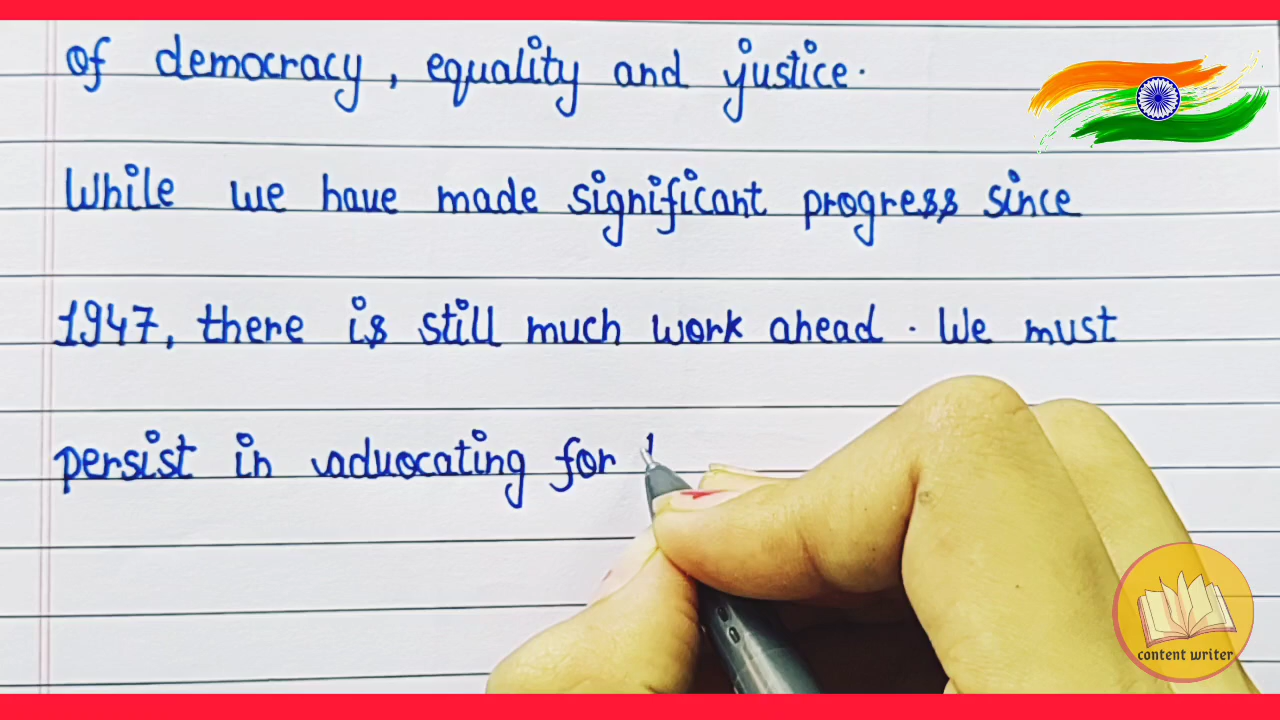 of democracy, equality and justice.
While we have made significant progress since
1947, there is still much work ahead. We must
persist in advocating for
content writer